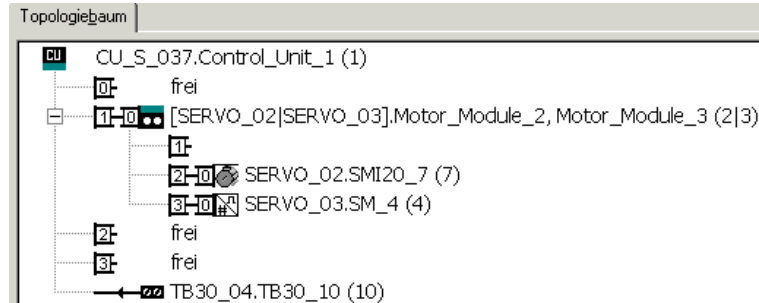 Topologiebaum
CU CU_S_037.Control_Unit_1 (1)
0 frei
1 0 [SERVO_02|SERVO_03].Motor_Module_2, Motor_Module_3 (2|3)
1
2 0 SERVO_02.SMI20_7 (7)
3 0 # SERVO_03.SM_4 (4)
2 frei
3 frei
TB30_04.TB30_10 (10)